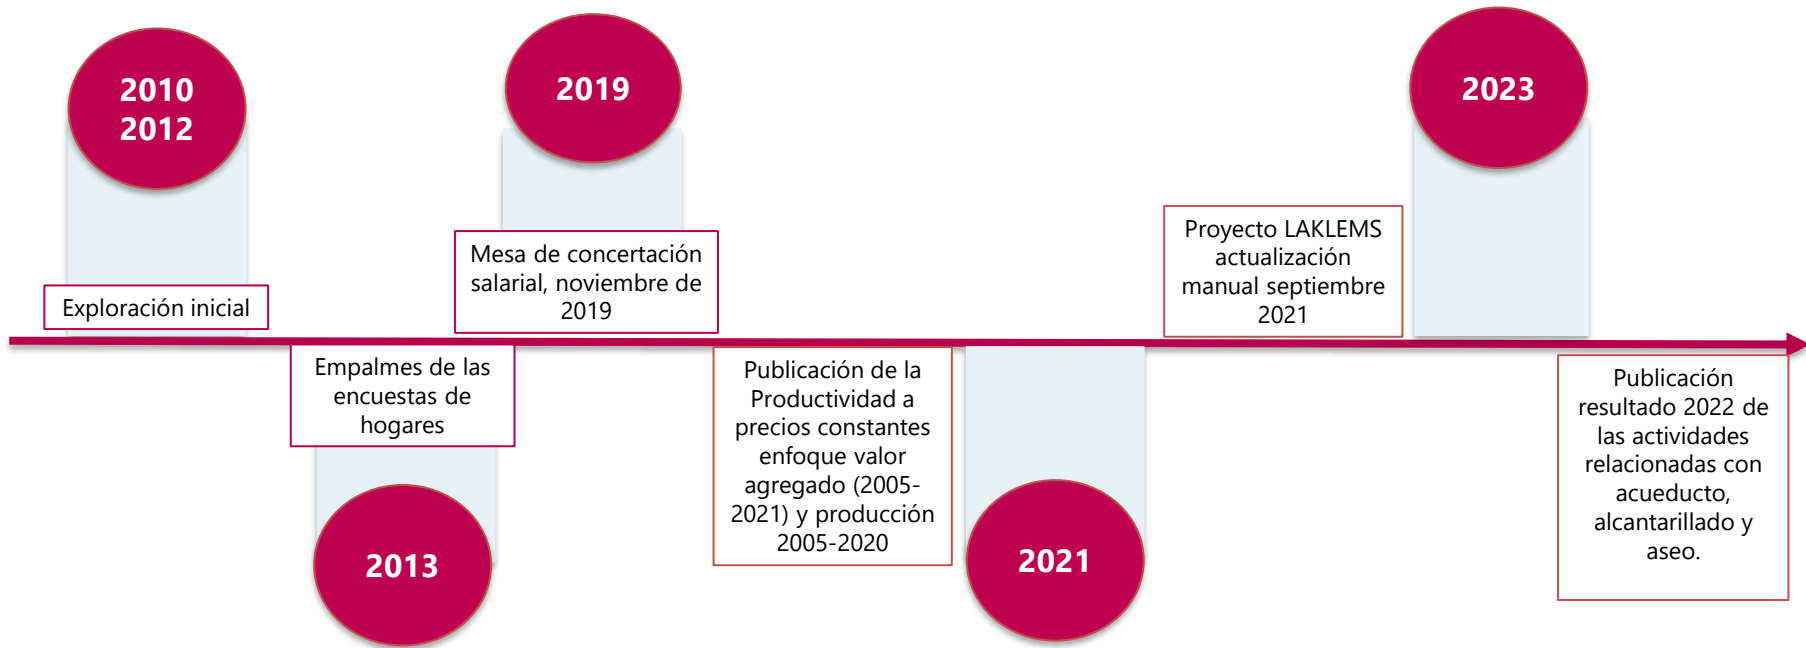 2010
2012
Exploración inicial
Empalmes de las
encuestas de
hogares
2013
2019
Mesa de concertación
salarial, noviembre de
2019
Publicación de la
Productividad a
precios constantes
enfoque valor
agregado (2005-
2021) y producción
2005-2020
2021
Proyecto LAKLEMS
actualización
manual septiembre
2021
2023
Publicación
resultado 2022 de
las actividades
relacionadas con
acueducto,
alcantarillado y
aseo.